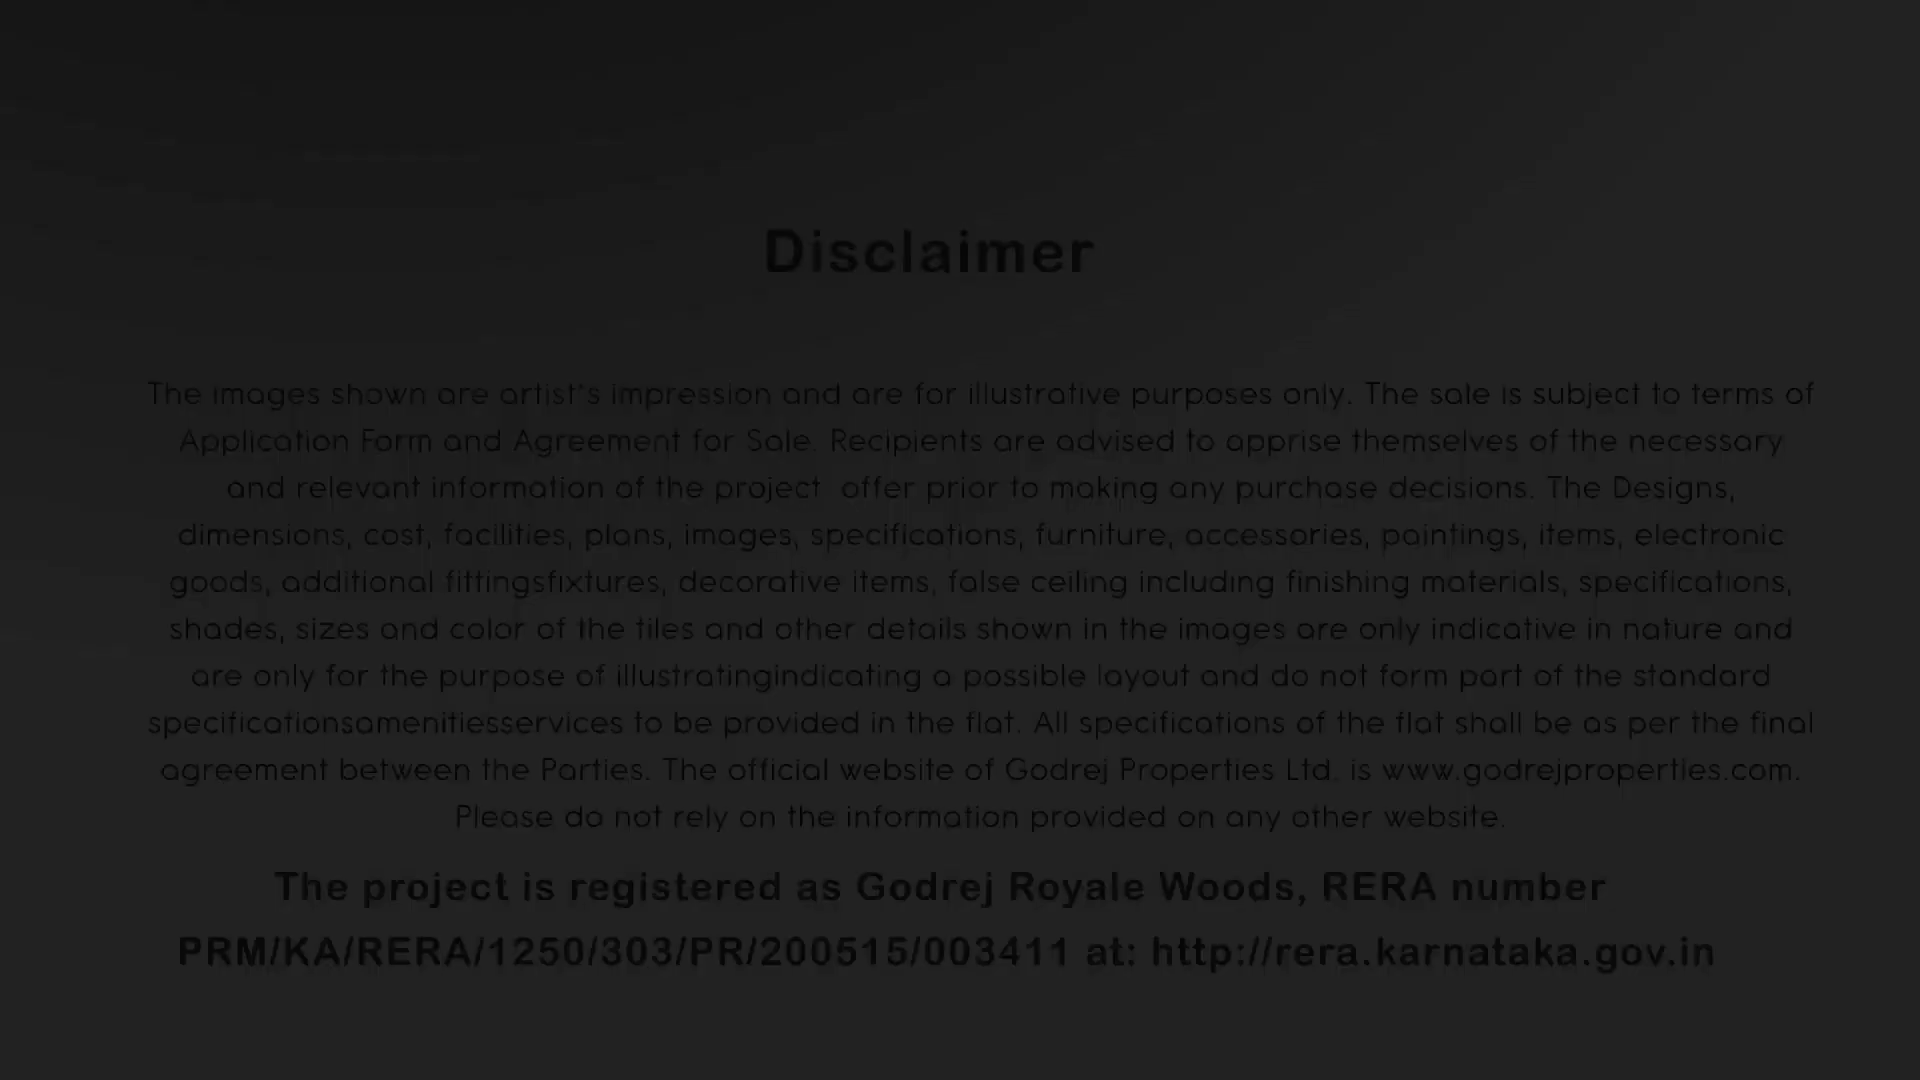 Disclaimer
The images shown are artist's impression and are for illustrative purposes only. The sale is subject to terms of
Application Form and Agreement for Sale. Recipients are advised to apprise themselves of the necessary
and relevant information of the project offer prior to making any purchase decisions. The Designs,
dimensions, cost, facilities, plans, images, specifications, furniture, accessories, paintings, items, electronic
goods, additional fittingsfixtures, decorative items, false ceiling including finishing materials, specifications,
shades, sizes and color of the tiles and other details shown in the images are only indicative in nature and
are only for the purpose of illustratingindicating a possible layout and do not form part of the standard
specificationsamenitiesservices to be provided in the flat. All specifications of the flat shall be as per the final
agreement between the Parties. The official website of Godrej Properties Ltd. is www.godrejproperties.com.
Please do not rely on the information provided on any other website.
The project is registered as Godrej Royale Woods, RERA number
PRM/KA/RERA/1250/303/PR/200515/003411 at: http://rera.karnataka.gov.in